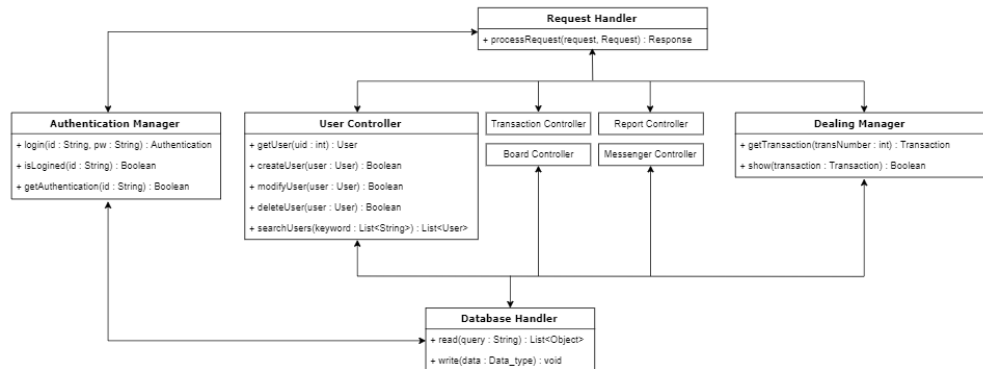 Request Handler
+ processRequest(request, Request) : Response
Authentication Manager
+ login(id : String, pw : String) : Authentication
+ isLogined(id : String) : Boolean
+ getAuthentication(id : String) : Boolean
User Controller
+ getUser(uid : int) : User
+ createUser(user : User) : Boolean
+ modifyUser(user : User) : Boolean
+ deleteUser(user : User) : Boolean
+ searchUsers(keyword : List<String>) : List<User>
Transaction Controller
Report Controller
Board Controller
Messenger Controller
Dealing Manager
+ getTransaction(transNumber : int) : Transaction
+ show(transaction : Transaction) : Boolean
Database Handler
+ read(query : String) : List<Object>
+ write(data : Data_type) : void